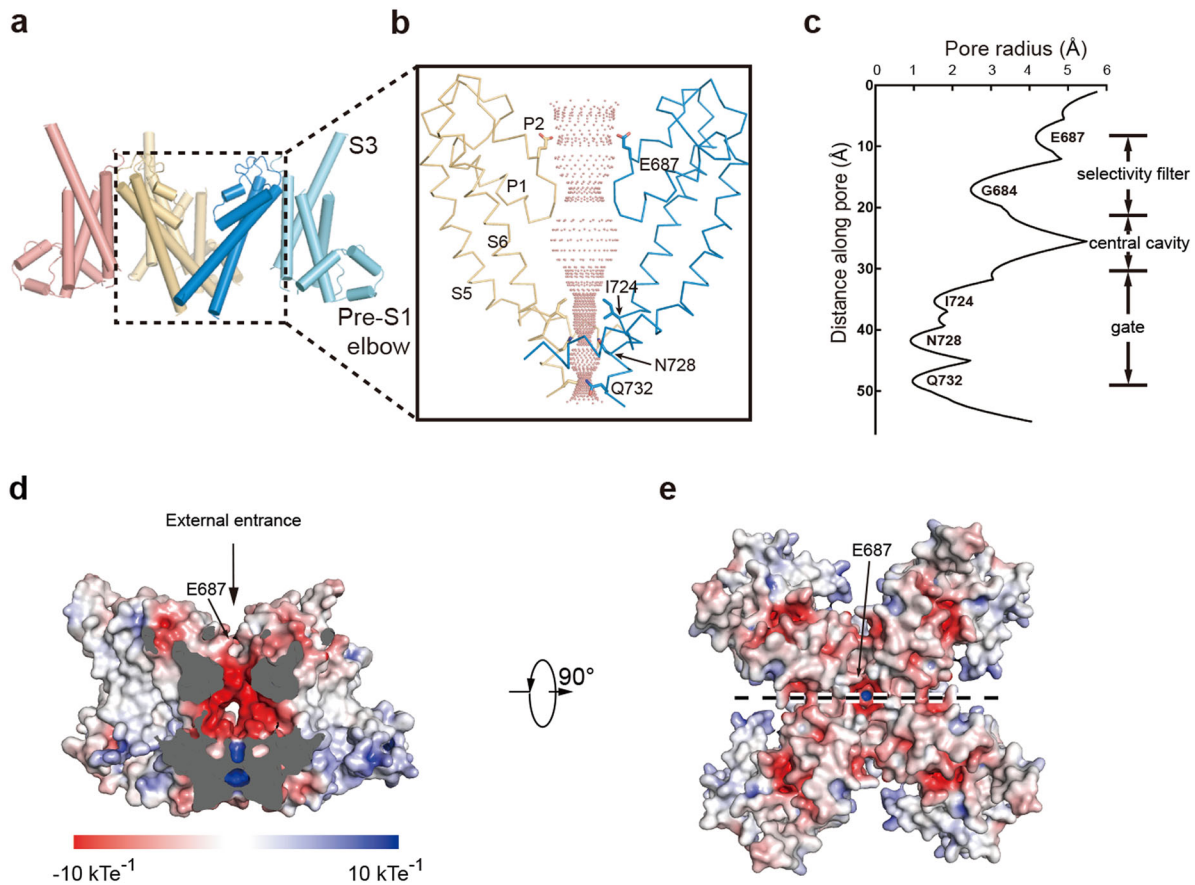 a
S3
Pre-S1
elbow
b
P2
E687
P1
S6
S5
I724
N728
Q732
c
Pore radius (Å)
0 1 2 3 4 5 6
Distance along pore (Å)
0
10
20
30
40
50
E687
G684
I724
N728
Q732
selectivity filter
central cavity
gate
d
External entrance
E687
-10 kTe⁻¹
10 kTe⁻¹
90°
e
E687